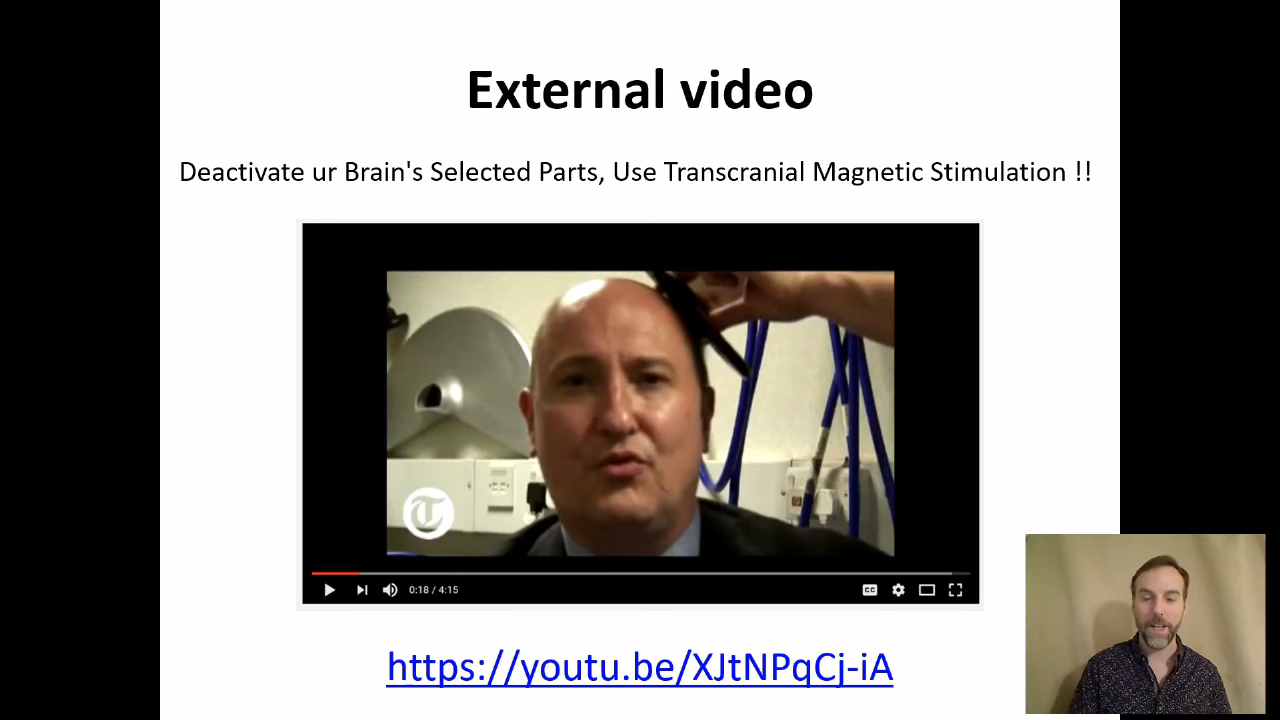 External video
Deactivate ur Brain's Selected Parts, Use Transcranial Magnetic Stimulation !!
T
0:18 / 4:15
CC
https://youtu.be/XJtNPqCj-iA